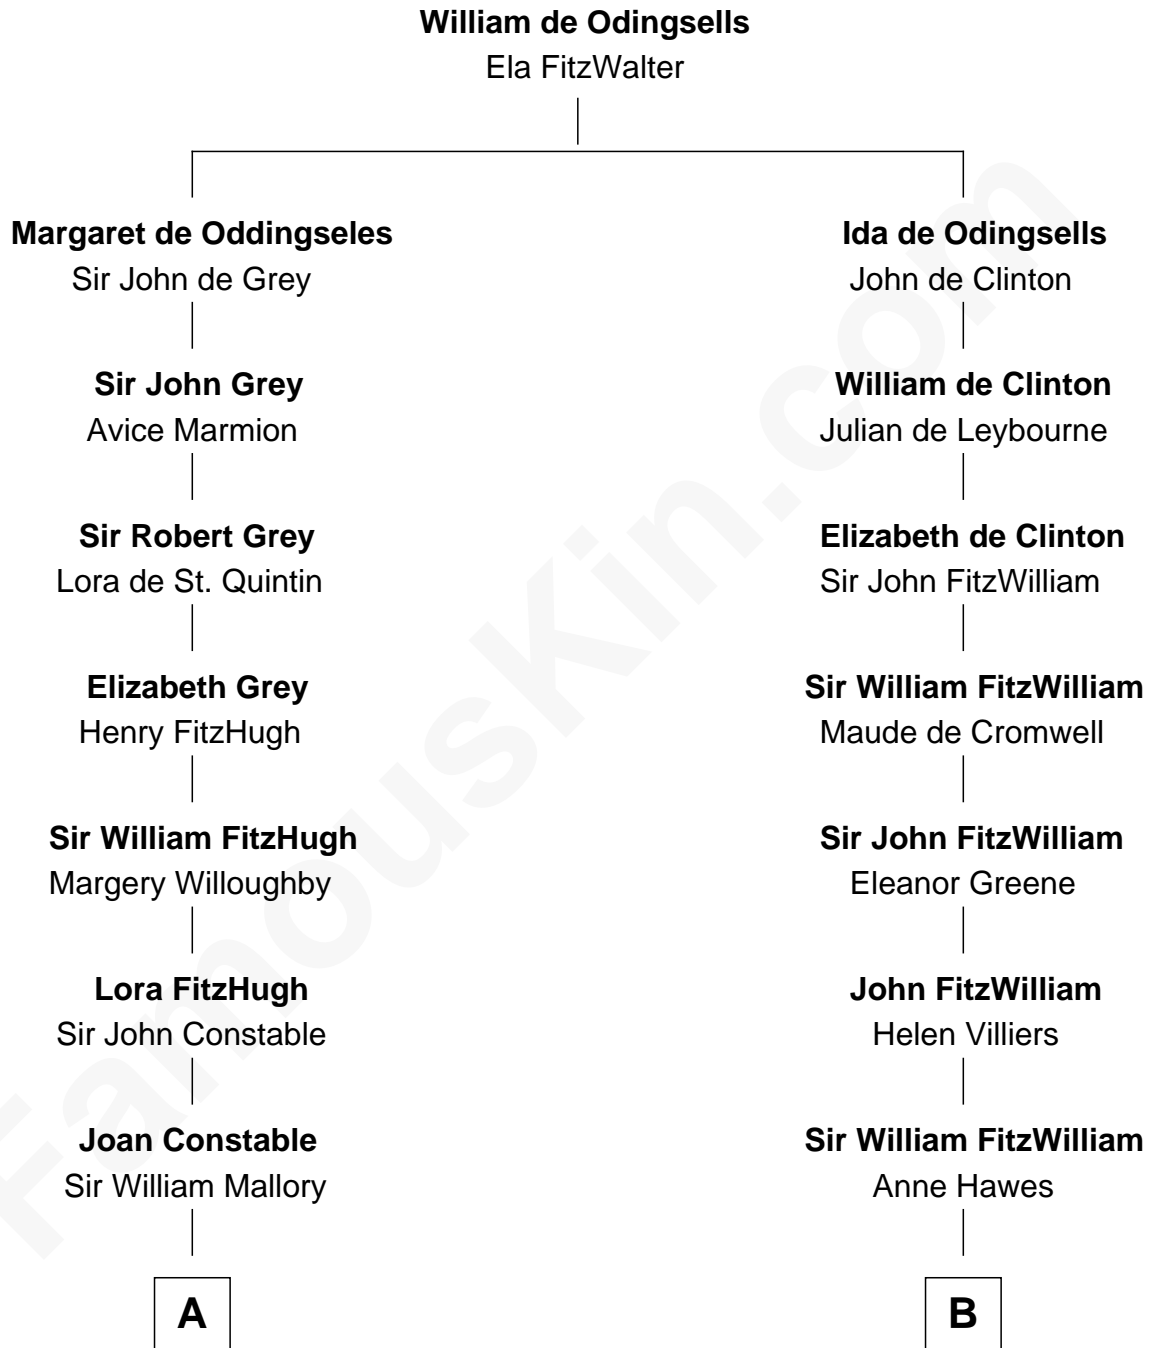 William de Odingsells
Ela FitzWalter
Margaret de Oddingseles
Sir John de Grey
Sir John Grey
Avice Marmion
Sir Robert Grey
Lora de St. Quintin
Elizabeth Grey
Henry FitzHugh
Sir William FitzHugh
Margery Willoughby
Lora FitzHugh
Sir John Constable
Joan Constable
Sir William Mallory
A
Ida de Odingsells
John de Clinton
William de Clinton
Julian de Leybourne
Elizabeth de Clinton
Sir John FitzWilliam
Sir William FitzWilliam
Maude de Cromwell
Sir John FitzWilliam
Eleanor Greene
John FitzWilliam
Helen Villiers
Sir William FitzWilliam
Anne Hawes
B
FamousKin.com